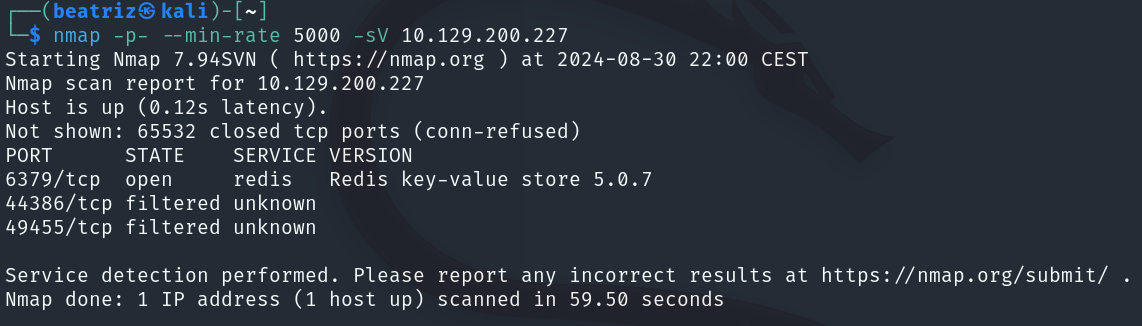 ┌──(beatriz㉿kali)-[~]
└─$ nmap -p- --min-rate 5000 -sV 10.129.200.227
Starting Nmap 7.94SVN ( https://nmap.org ) at 2024-08-30 22:00 CEST
Nmap scan report for 10.129.200.227
Host is up (0.12s latency).
Not shown: 65532 closed tcp ports (conn-refused)
PORT      STATE    SERVICE VERSION
6379/tcp  open     redis   Redis key-value store 5.0.7
44386/tcp filtered unknown
49455/tcp filtered unknown
Service detection performed. Please report any incorrect results at https://nmap.org/submit/ .
Nmap done: 1 IP address (1 host up) scanned in 59.50 seconds